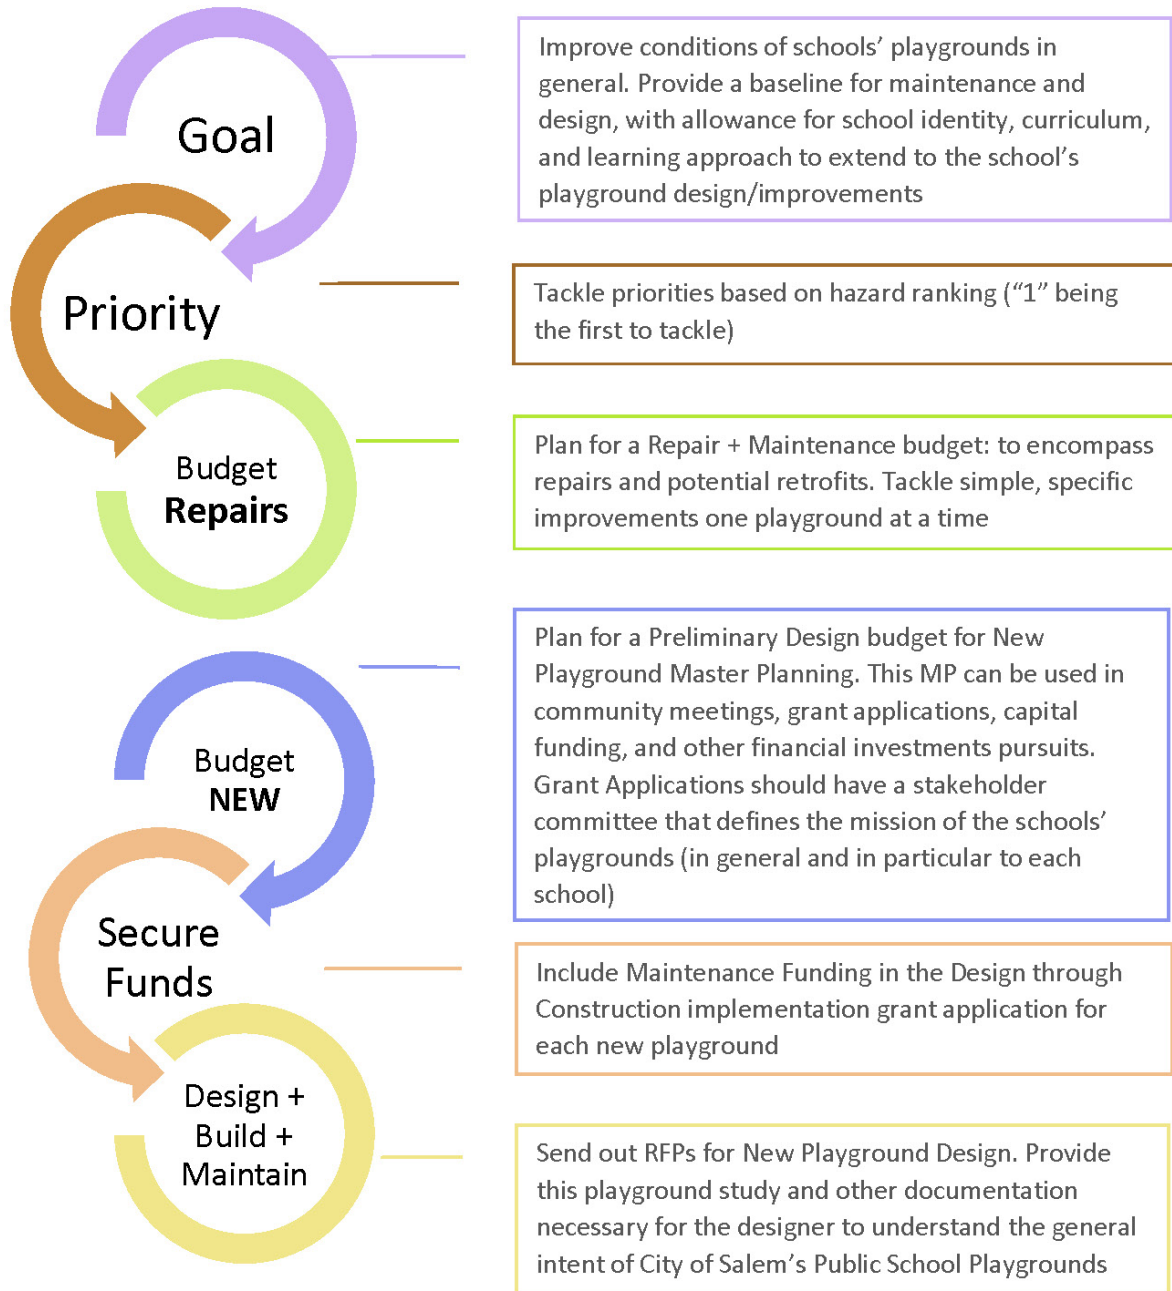 Goal
Improve conditions of schools’ playgrounds in
general. Provide a baseline for maintenance and
design, with allowance for school identity, curriculum,
and learning approach to extend to the school’s
playground design/improvements
Priority
Tackle priorities based on hazard ranking (“1” being
the first to tackle)
Budget
Repairs
Plan for a Repair + Maintenance budget: to encompass
repairs and potential retrofits. Tackle simple, specific
improvements one playground at a time
Budget
NEW
Plan for a Preliminary Design budget for New
Playground Master Planning. This MP can be used in
community meetings, grant applications, capital
funding, and other financial investments pursuits.
Grant Applications should have a stakeholder
committee that defines the mission of the schools’
playgrounds (in general and in particular to each
school)
Secure
Funds
Include Maintenance Funding in the Design through
Construction implementation grant application for
each new playground
Design +
Build +
Maintain
Send out RFPs for New Playground Design. Provide
this playground study and other documentation
necessary for the designer to understand the general
intent of City of Salem’s Public School Playgrounds